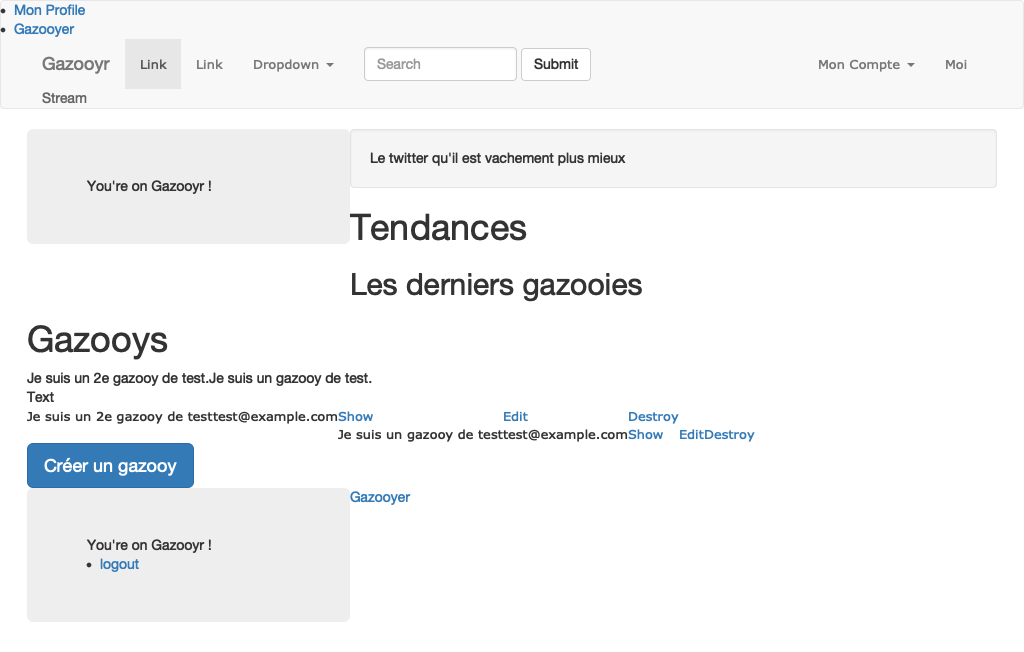 Mon Profile
Gazooyer
Gazooyr Link Link Dropdown Search Submit Mon Compte Moi
Stream
You're on Gazooyr !
Le twitter qu'il est vachement plus mieux
Tendances
Les derniers gazooies
Gazooys
Je suis un 2e gazooy de test.Je suis un gazooy de test.
Text
Je suis un 2e gazooy de testtest@example.comShow Edit Destroy
Je suis un gazooy de testtest@example.comShow EditDestroy
Créer un gazooy
Gazooyer
You're on Gazooyr !
logout